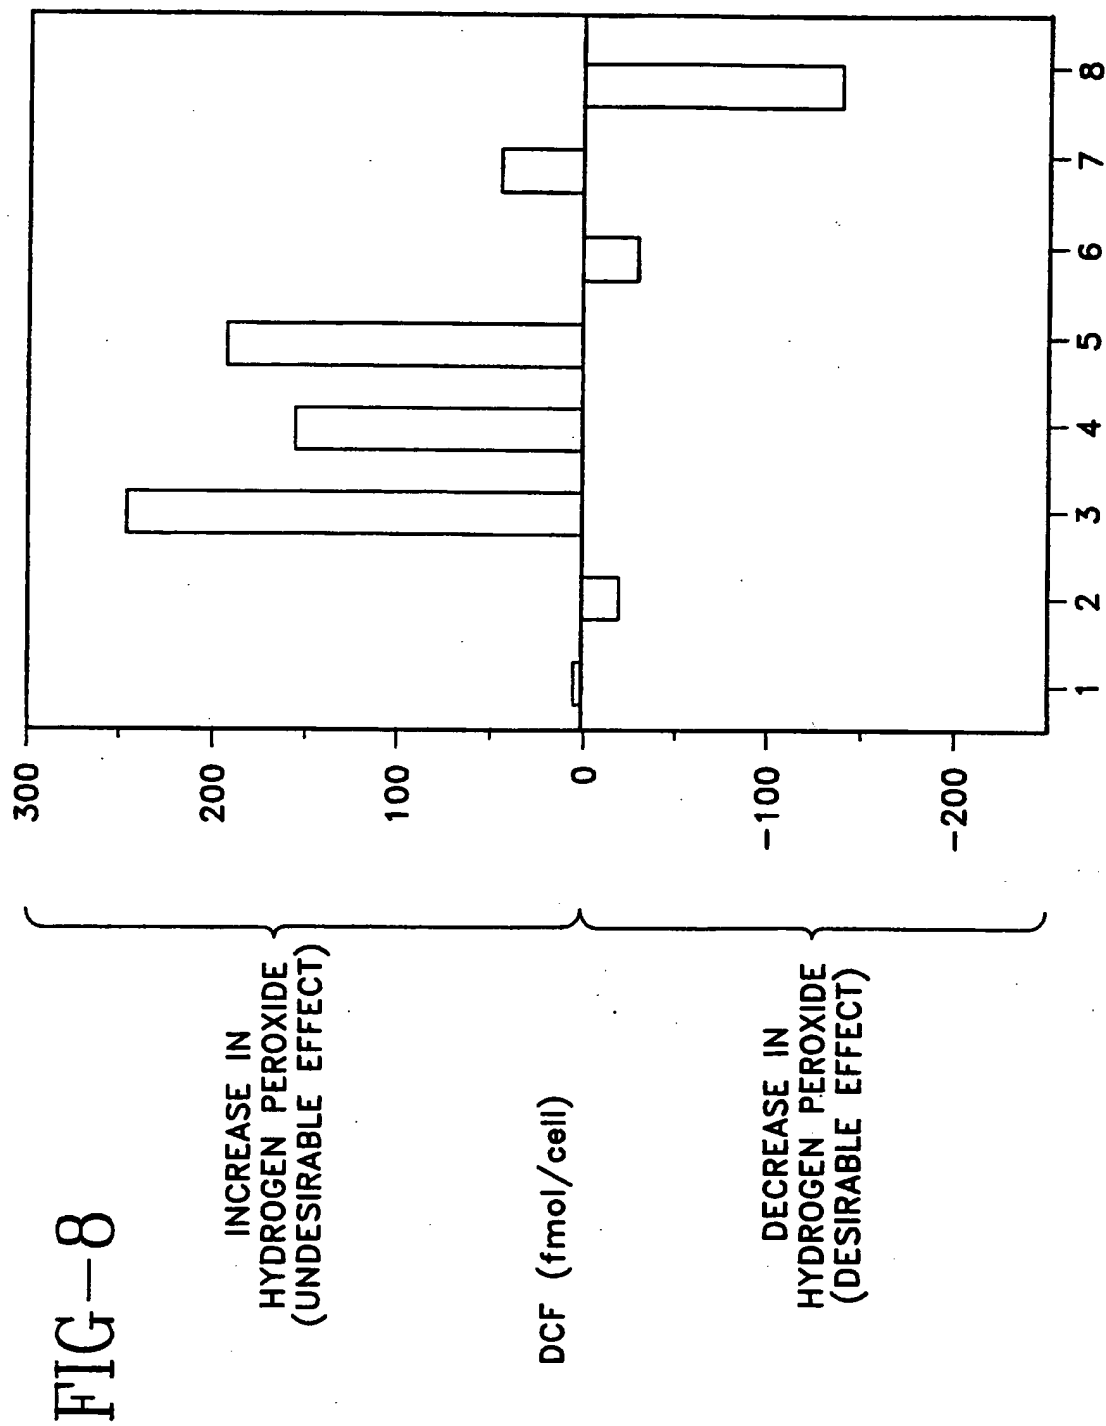 FIG-8
INCREASE IN
HYDROGEN PEROXIDE
(UNDESIRABLE EFFECT)
DCF (fmol/cell)
DECREASE IN
HYDROGEN PEROXIDE
(DESIRABLE EFFECT)
300
200
100
0
-100
-200
1 2 3 4 5 6 7 8